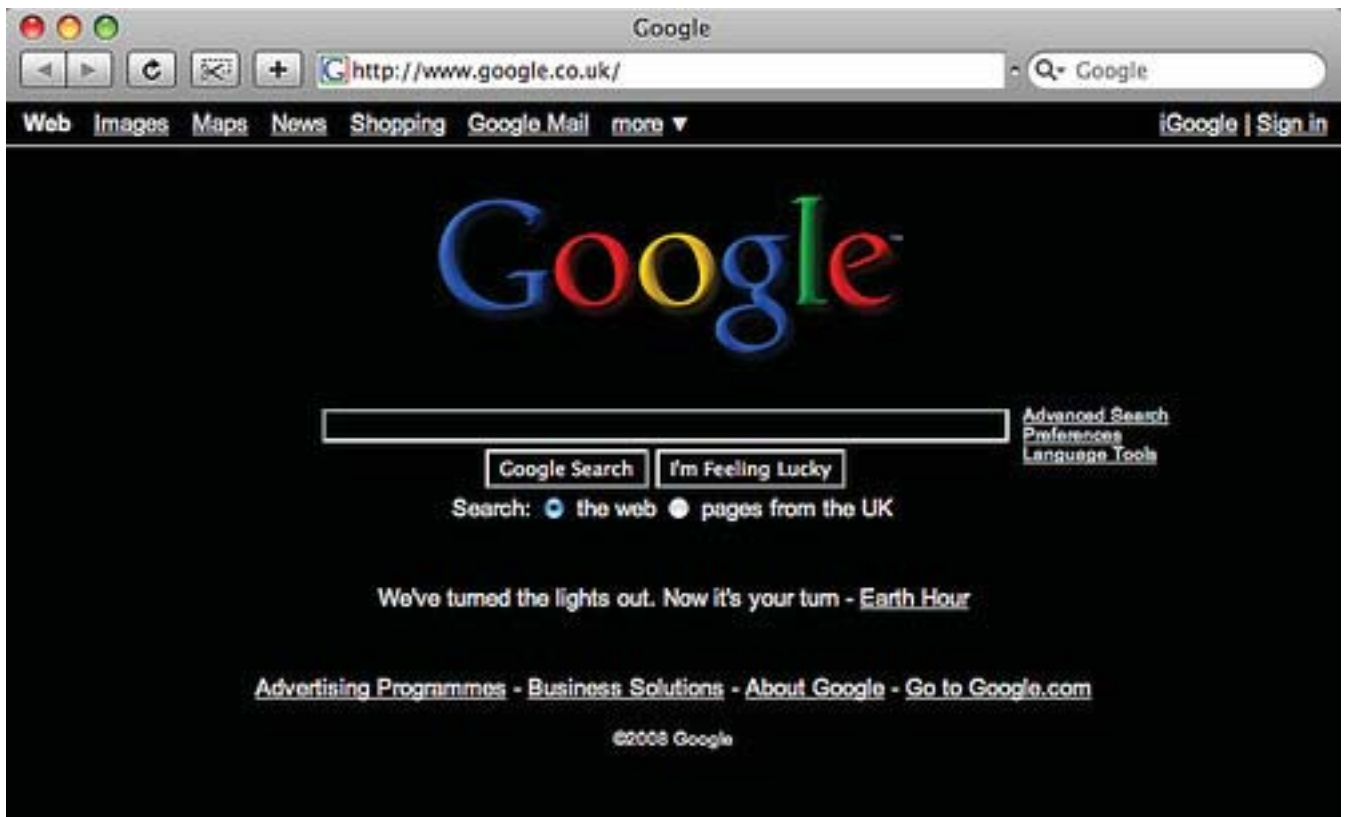 Google
http://www.google.co.uk/ Google
Web Images Maps News Shopping Google Mail more ▼ iGoogle | Sign in
Google™
Advanced Search
Preferences
Language Tools
Google Search I'm Feeling Lucky
Search: the web pages from the UK
We've turned the lights out. Now it's your turn - Earth Hour
Advertising Programmes - Business Solutions - About Google - Go to Google.com
©2008 Google